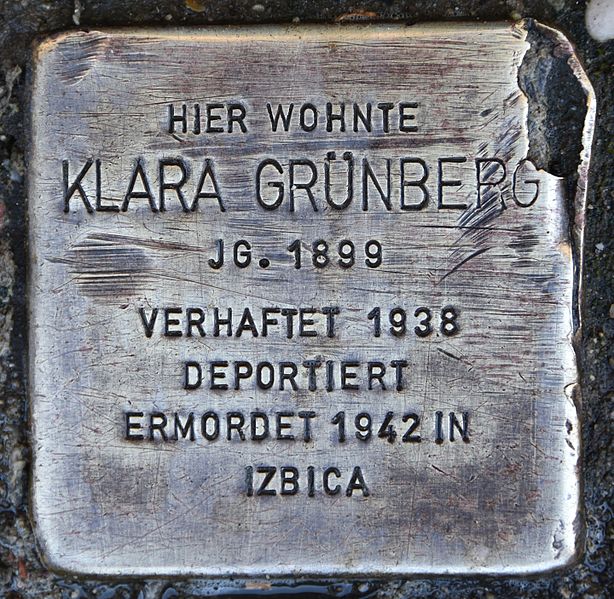 HIER WOHNTE
KLARA GRÜNBERG
JG. 1899
VERHAFTET 1938
DEPORTIERT
ERMORDET 1942 IN
IZBICA